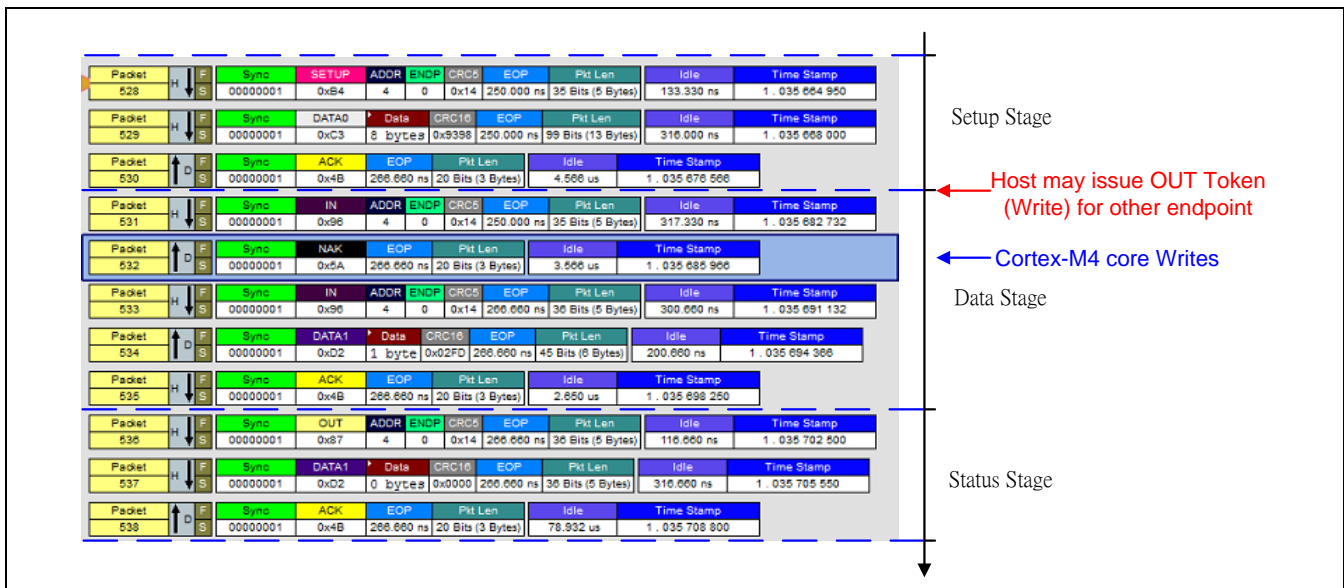 Packet H F Sync SETUP ADDR ENDP CRC5 EOP Pkt Len Idle Time Stamp
528 S 00000001 0xB4 4 0 0x14 250.000 ns 35 Bits (5 Bytes) 133.330 ns 1 . 035 664 950
Setup Stage
Packet H F Sync DATA0 Data CRC16 EOP Pkt Len Idle Time Stamp
529 S 00000001 0xC3 8 bytes 0x9398 250.000 ns 99 Bits (13 Bytes) 316.000 ns 1 . 035 668 000
Packet D F Sync ACK EOP Pkt Len Idle Time Stamp
530 S 00000001 0x4B 266.660 ns 20 Bits (3 Bytes) 4.566 us 1 . 035 676 566
Host may issue OUT Token
(Write) for other endpoint
Packet H F Sync IN ADDR ENDP CRC5 EOP Pkt Len Idle Time Stamp
531 S 00000001 0x96 4 0 0x14 250.000 ns 35 Bits (5 Bytes) 317.330 ns 1 . 035 682 732
Packet D F Sync NAK EOP Pkt Len Idle Time Stamp
532 S 00000001 0x5A 266.660 ns 20 Bits (3 Bytes) 3.566 us 1 . 035 685 966
Cortex-M4 core Writes
Data Stage
Packet H F Sync IN ADDR ENDP CRC5 EOP Pkt Len Idle Time Stamp
533 S 00000001 0x96 4 0 0x14 266.660 ns 36 Bits (5 Bytes) 300.660 ns 1 . 035 691 132
Packet D F Sync DATA1 Data CRC16 EOP Pkt Len Idle Time Stamp
534 S 00000001 0xD2 1 byte 0x02FD 266.660 ns 45 Bits (6 Bytes) 200.660 ns 1 . 035 694 366
Packet H F Sync ACK EOP Pkt Len Idle Time Stamp
535 S 00000001 0x4B 266.660 ns 20 Bits (3 Bytes) 2.650 us 1 . 035 698 250
Packet H F Sync OUT ADDR ENDP CRC5 EOP Pkt Len Idle Time Stamp
536 S 00000001 0x87 4 0 0x14 266.660 ns 36 Bits (5 Bytes) 116.660 ns 1 . 035 702 500
Packet H F Sync DATA1 Data CRC16 EOP Pkt Len Idle Time Stamp
537 S 00000001 0xD2 0 bytes 0x0000 266.660 ns 36 Bits (5 Bytes) 316.660 ns 1 . 035 705 550
Status Stage
Packet D F Sync ACK EOP Pkt Len Idle Time Stamp
538 S 00000001 0x4B 266.660 ns 20 Bits (3 Bytes) 78.932 us 1 . 035 708 800